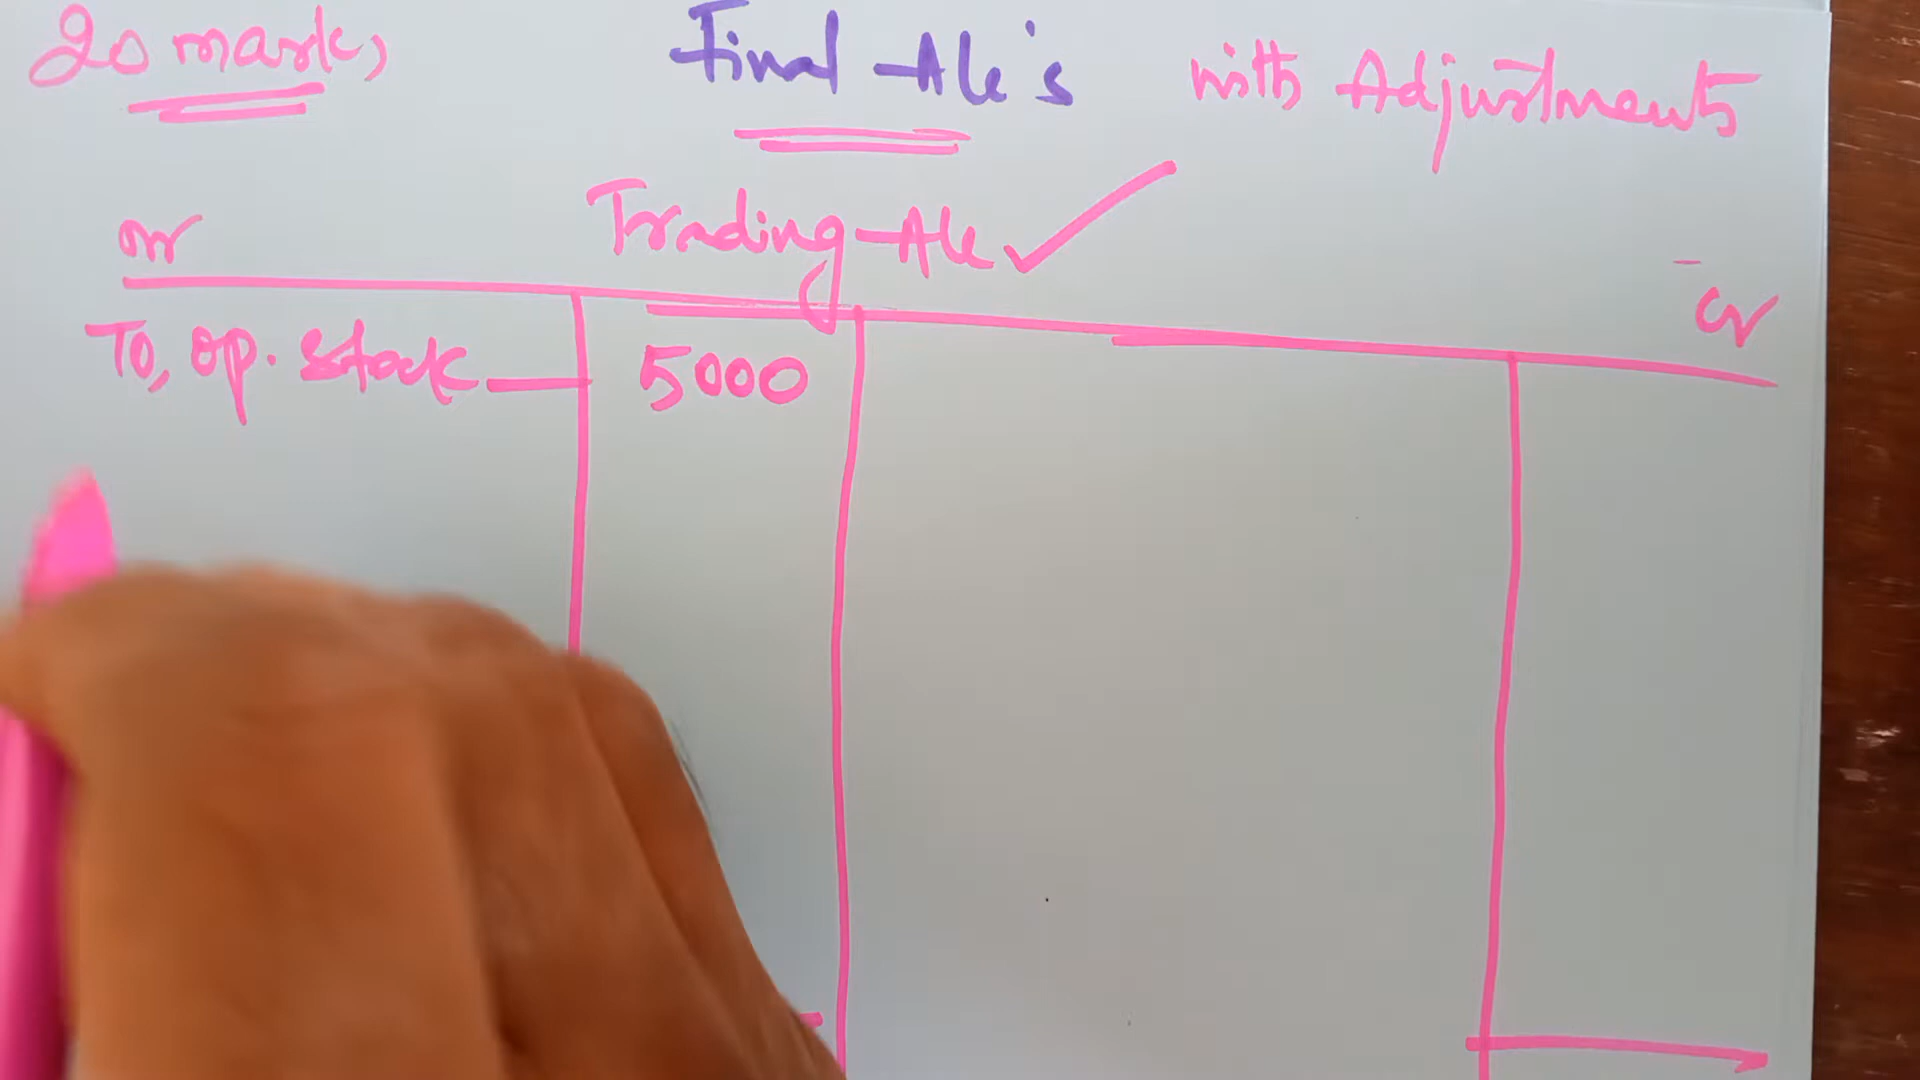 20 marks Final A/c's with Adjustments
Dr Trading A/c ✓ Cr
To, op. stock — 5000